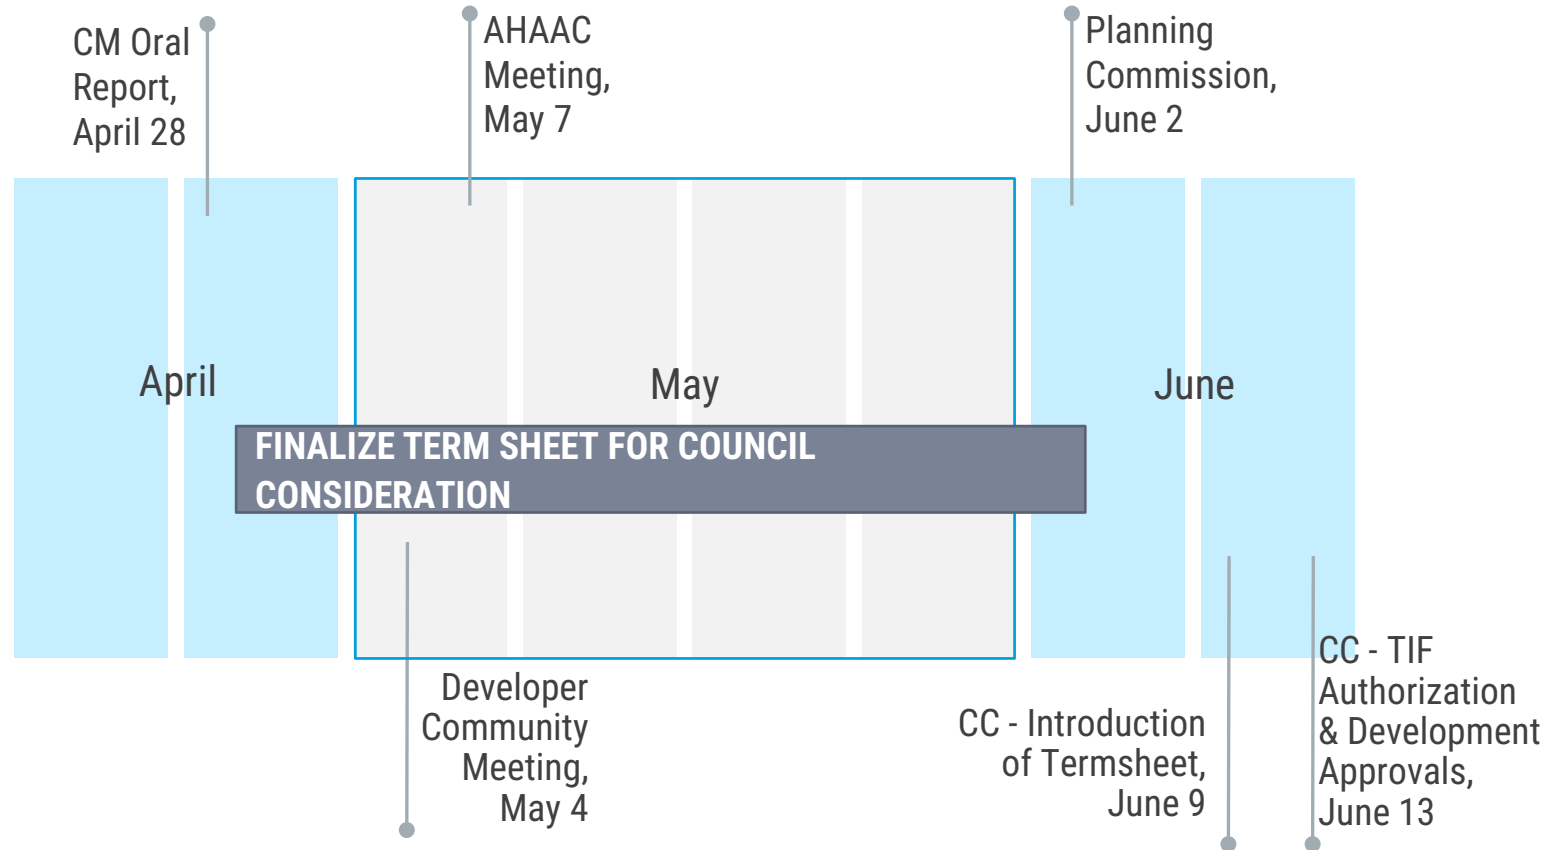 CM Oral
Report,
April 28
AHAAC
Meeting,
May 7
Planning
Commission,
June 2
April
May
June
FINALIZE TERM SHEET FOR COUNCIL
CONSIDERATION
Developer
Community
Meeting,
May 4
CC - Introduction
of Termsheet,
June 9
CC - TIF
Authorization
& Development
Approvals,
June 13